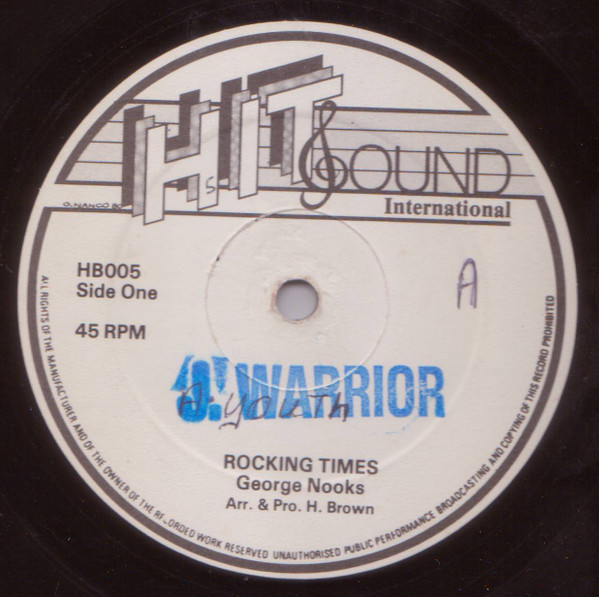 HIT SOUND
International
HB005
Side One
45 RPM
A
WARRIOR
A-YOUTH
ROCKING TIMES
George Nooks
Arr. & Pro. H. Brown
ALL RIGHTS OF THE MANUFACTURER AND OF THE OWNER OF THE RECORDED WORK RESERVED UNAUTHORISED PUBLIC PERFORMANCE BROADCASTING AND COPYING OF THIS RECORD PROHIBITED